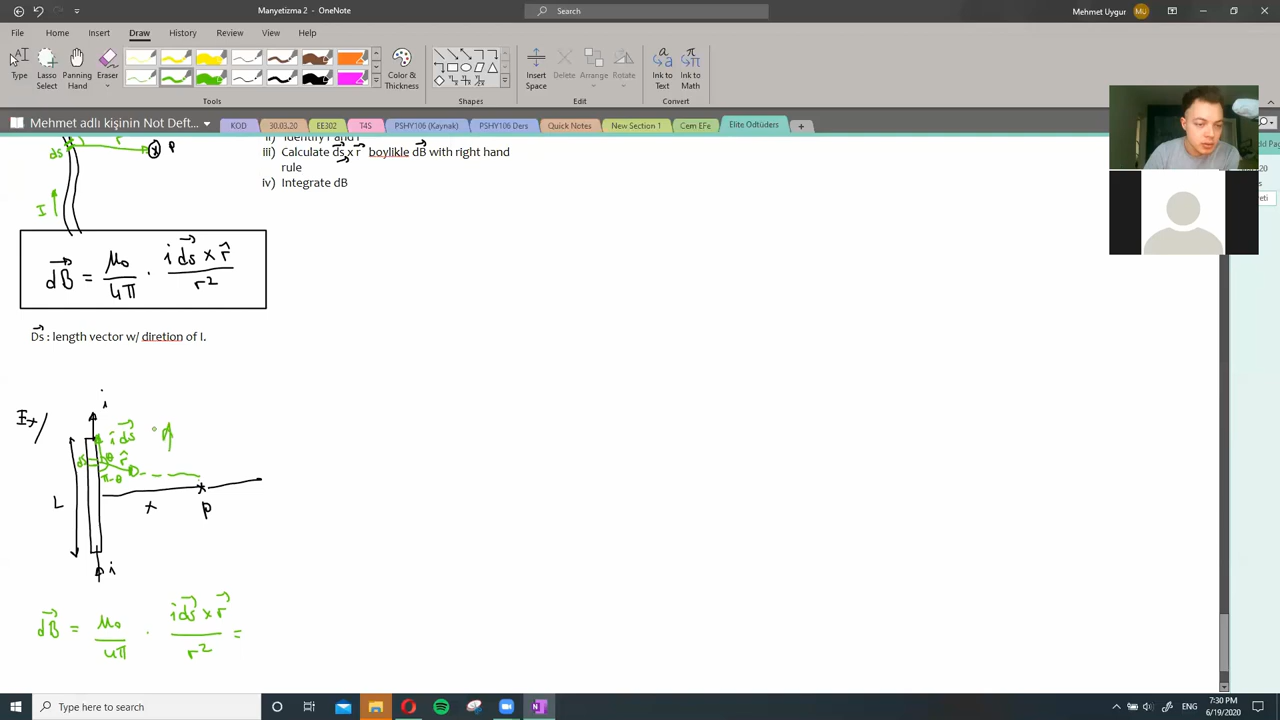 Manyetizma 2 - OneNote
Search
Mehmet Uygur
MU
File Home Insert Draw History Review View Help
Type
Lasso Select
Panning Hand
Eraser
Color & Thickness
Insert Space
Delete
Arrange
Rotate
Ink to Text
Ink to Math
Tools
Shapes
Edit
Convert
Mehmet adlı kişinin Not Deft...
KOD
30.03.20
EE302
T4S
PSHY106 (Kaynak)
PSHY106 Ders
Quick Notes
New Section 1
Cem EFe
Elite Odtüders
ds r P
iii) Calculate ds⃗ x r⃗ boylikle dB⃗ with right hand
rule
iv) Integrate dB
I
dB⃗ = μ₀/4π · i ds⃗ x r̂ / r²
Ds⃗ : length vector w/ diretion of I.
i
Ex/
i ds⃗
ds θ r̂
π-θ
L
x
P
i
dB⃗ = μ₀/4π · i ds⃗ x r⃗ / r² =
Type here to search
ENG
7:30 PM
6/19/2020